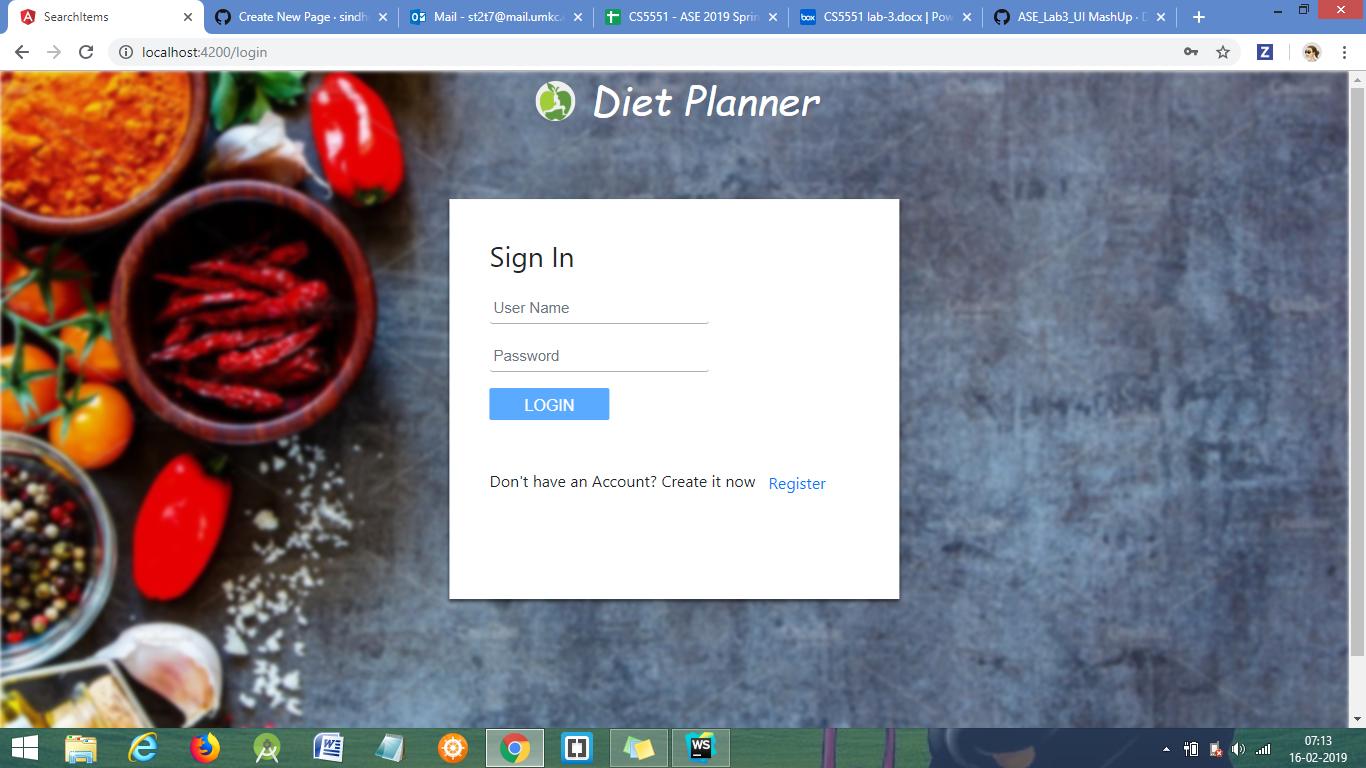 SearchItems
Create New Page · sindh
Mail - st2t7@mail.umkc.
CS5551 - ASE 2019 Sprin
CS5551 lab-3.docx | Pow
ASE_Lab3_UI MashUp · D
localhost:4200/login
Diet Planner
Sign In
User Name
Password
LOGIN
Don't have an Account? Create it now Register
WS
07:13
16-02-2019